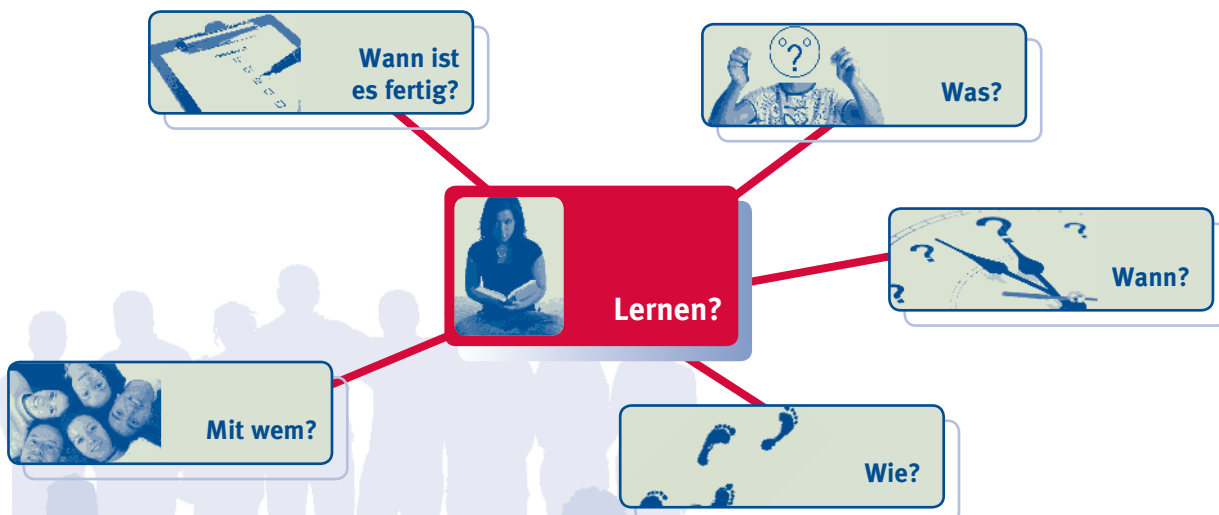 Wann ist
es fertig?
?
Was?
Lernen?
?
?
?
?
Wann?
Mit wem?
Wie?